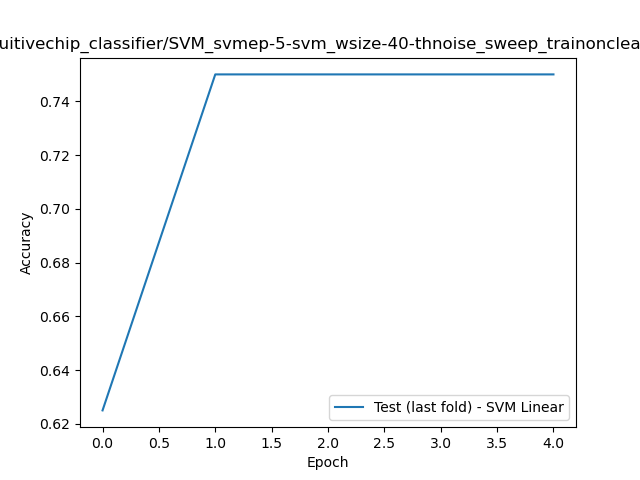 uitivechip_classifier/SVM_svmep-5-svm_wsize-40-thnoise_sweep_trainonclea
0.74
0.72
0.70
0.68
0.66
0.64
0.62
Accuracy
Test (last fold) - SVM Linear
0.0 0.5 1.0 1.5 2.0 2.5 3.0 3.5 4.0
Epoch